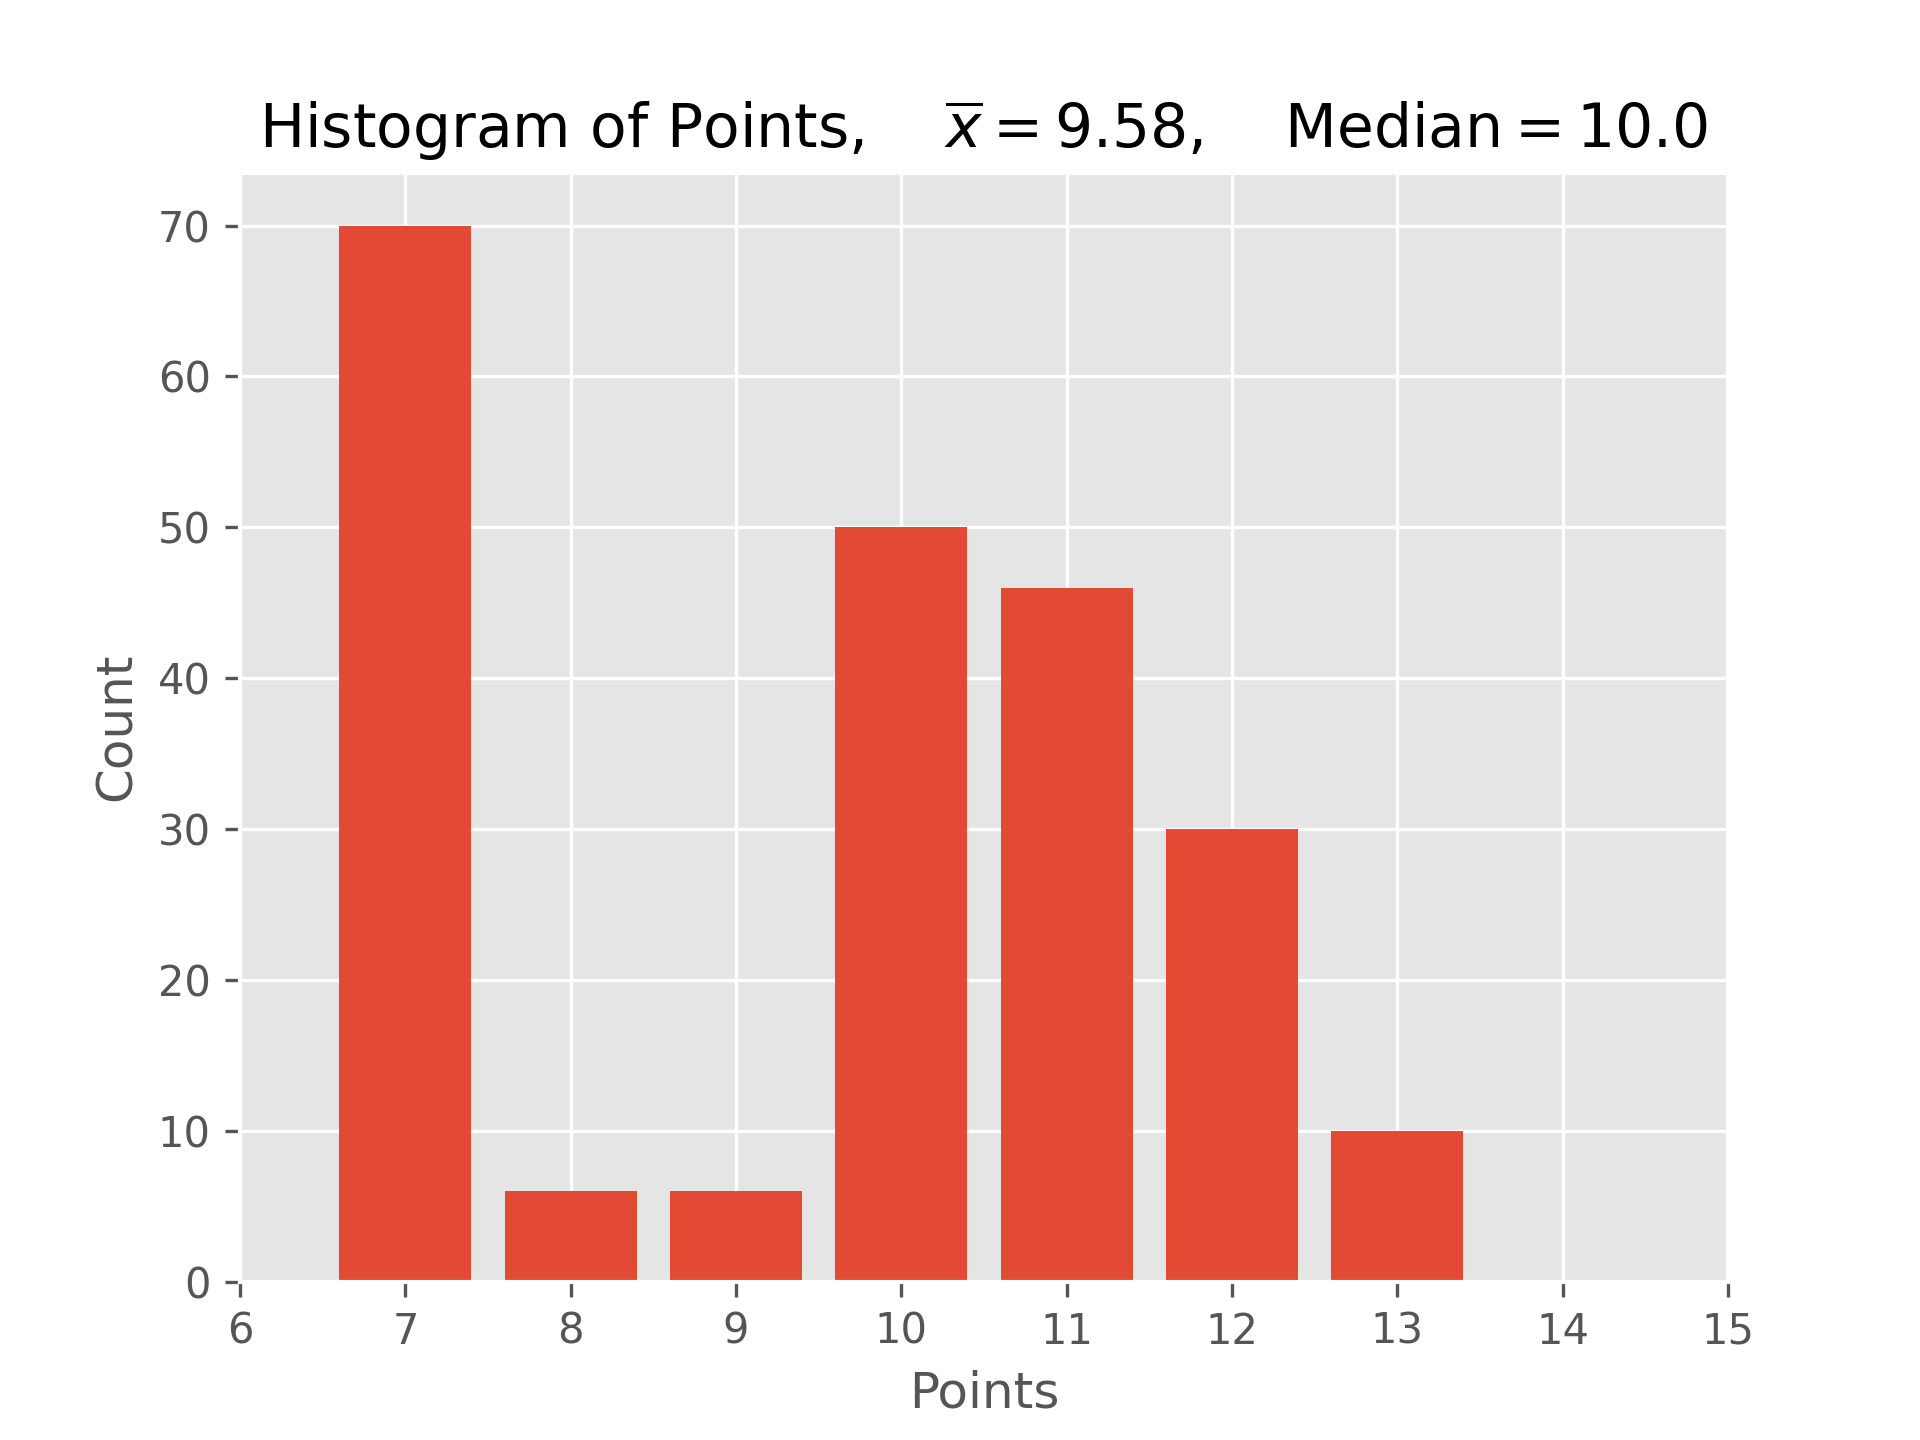 Histogram of Points, x̅ = 9.58, Median = 10.0
70
60
50
40
30
20
10
0
Count
6 7 8 9 10 11 12 13 14 15
Points